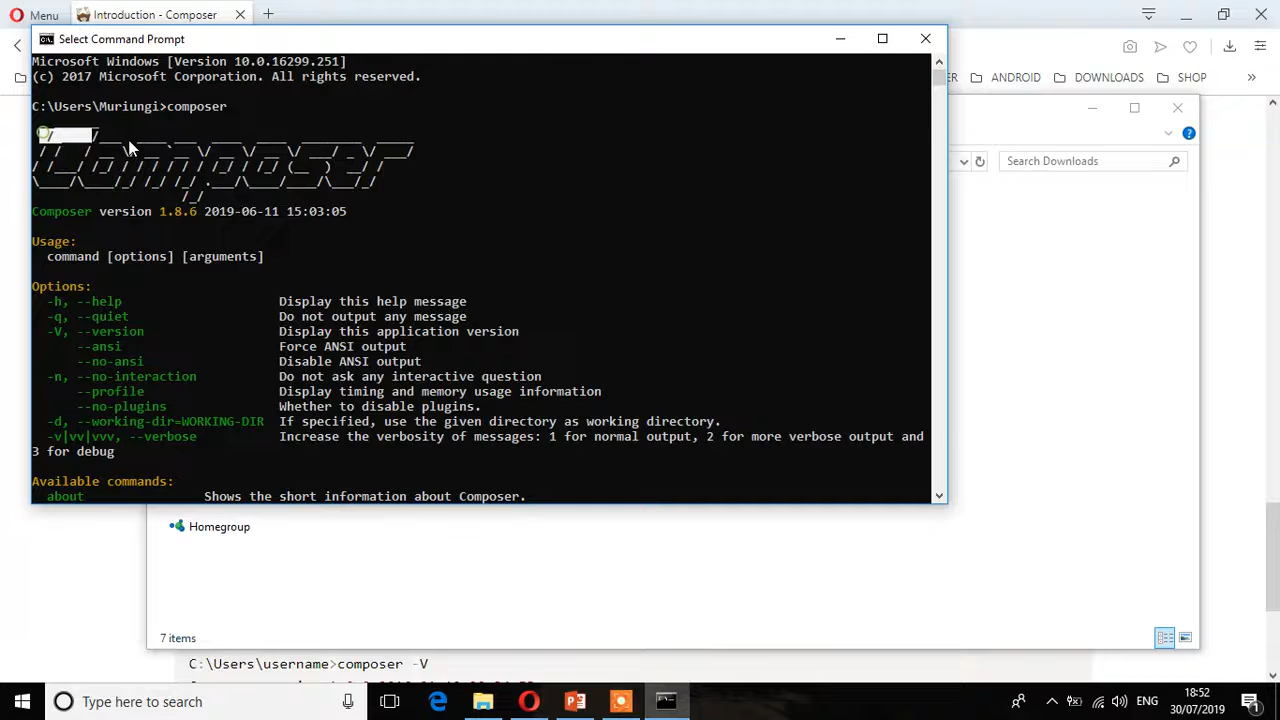 Menu
Introduction - Composer
Select Command Prompt
Microsoft Windows [Version 10.0.16299.251]
(c) 2017 Microsoft Corporation. All rights reserved.
ER
ANDROID
DOWNLOADS
SHOP
C:\Users\Muriungi>composer
Search Downloads
Composer
Composer version 1.8.6 2019-06-11 15:03:05
Usage:
command [options] [arguments]
Options:
-h, --help Display this help message
-q, --quiet Do not output any message
-V, --version Display this application version
--ansi Force ANSI output
--no-ansi Disable ANSI output
-n, --no-interaction Do not ask any interactive question
--profile Display timing and memory usage information
--no-plugins Whether to disable plugins.
-d, --working-dir=WORKING-DIR If specified, use the given directory as working directory.
-v|vv|vvv, --verbose Increase the verbosity of messages: 1 for normal output, 2 for more verbose output and
3 for debug
Available commands:
about Shows the short information about Composer.
Homegroup
7 items
C:\Users\username>composer -V
Type here to search
ENG
18:52
30/07/2019
1